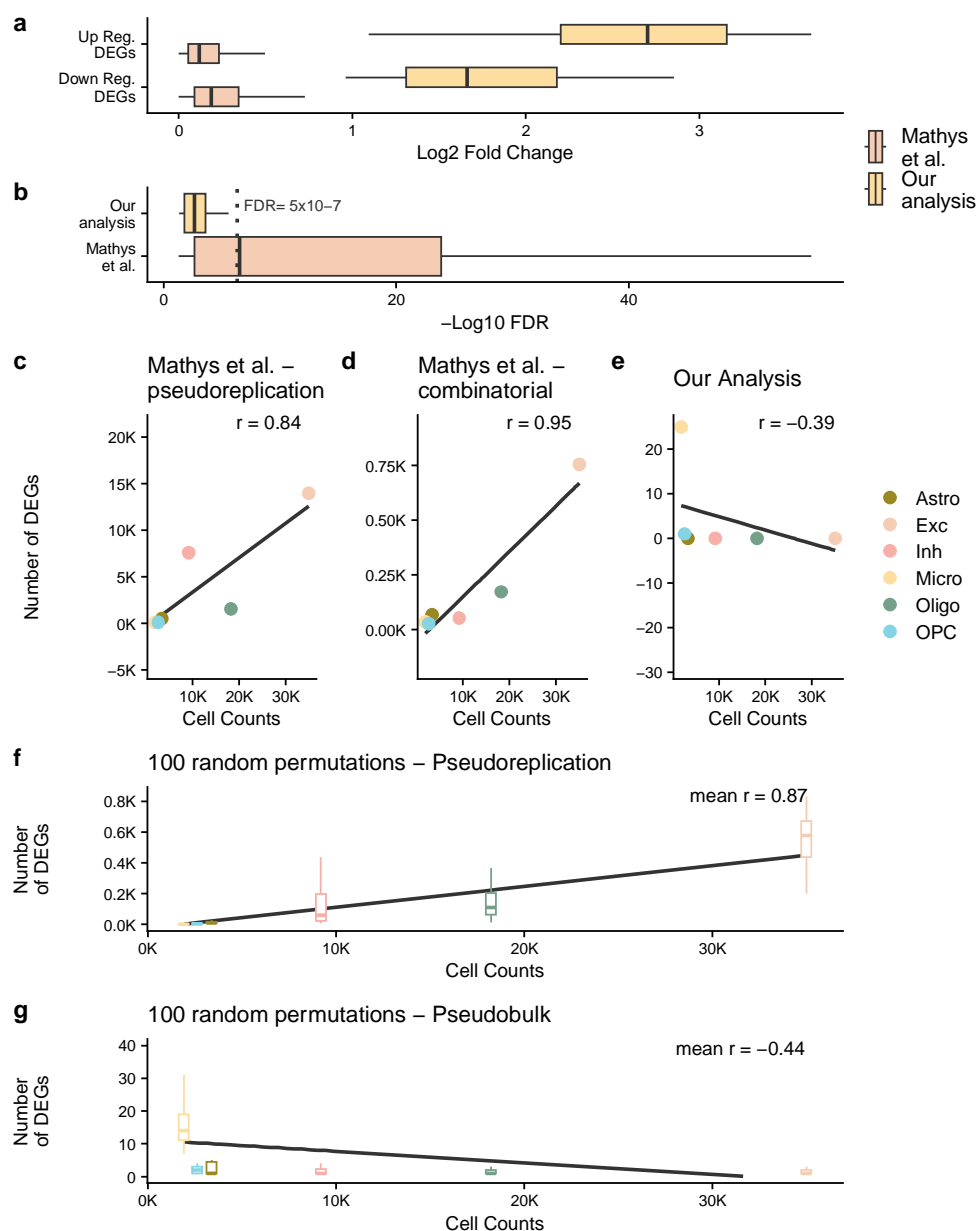 a
Up Reg.
DEGs
Down Reg.
DEGs
0
1
2
3
Log2 Fold Change
Mathys
et al.
Our
analysis
b
Our
analysis
Mathys
et al.
FDR= 5x10−7
0
20
40
−Log10 FDR
c
Mathys et al. −
pseudoreplication
r = 0.84
Number of DEGs
20K
15K
10K
5K
0K
−5K
10K
20K
30K
Cell Counts
d
Mathys et al. −
combinatorial
r = 0.95
0.75K
0.50K
0.25K
0.00K
10K
20K
30K
Cell Counts
e
Our Analysis
r = −0.39
20
10
0
−10
−20
−30
10K
20K
30K
Cell Counts
Astro
Exc
Inh
Micro
Oligo
OPC
f
100 random permutations − Pseudoreplication
mean r = 0.87
Number
of DEGs
0.8K
0.6K
0.4K
0.2K
0.0K
0K
10K
20K
30K
Cell Counts
g
100 random permutations − Pseudobulk
mean r = −0.44
Number
of DEGs
40
30
20
10
0
0K
10K
20K
30K
Cell Counts